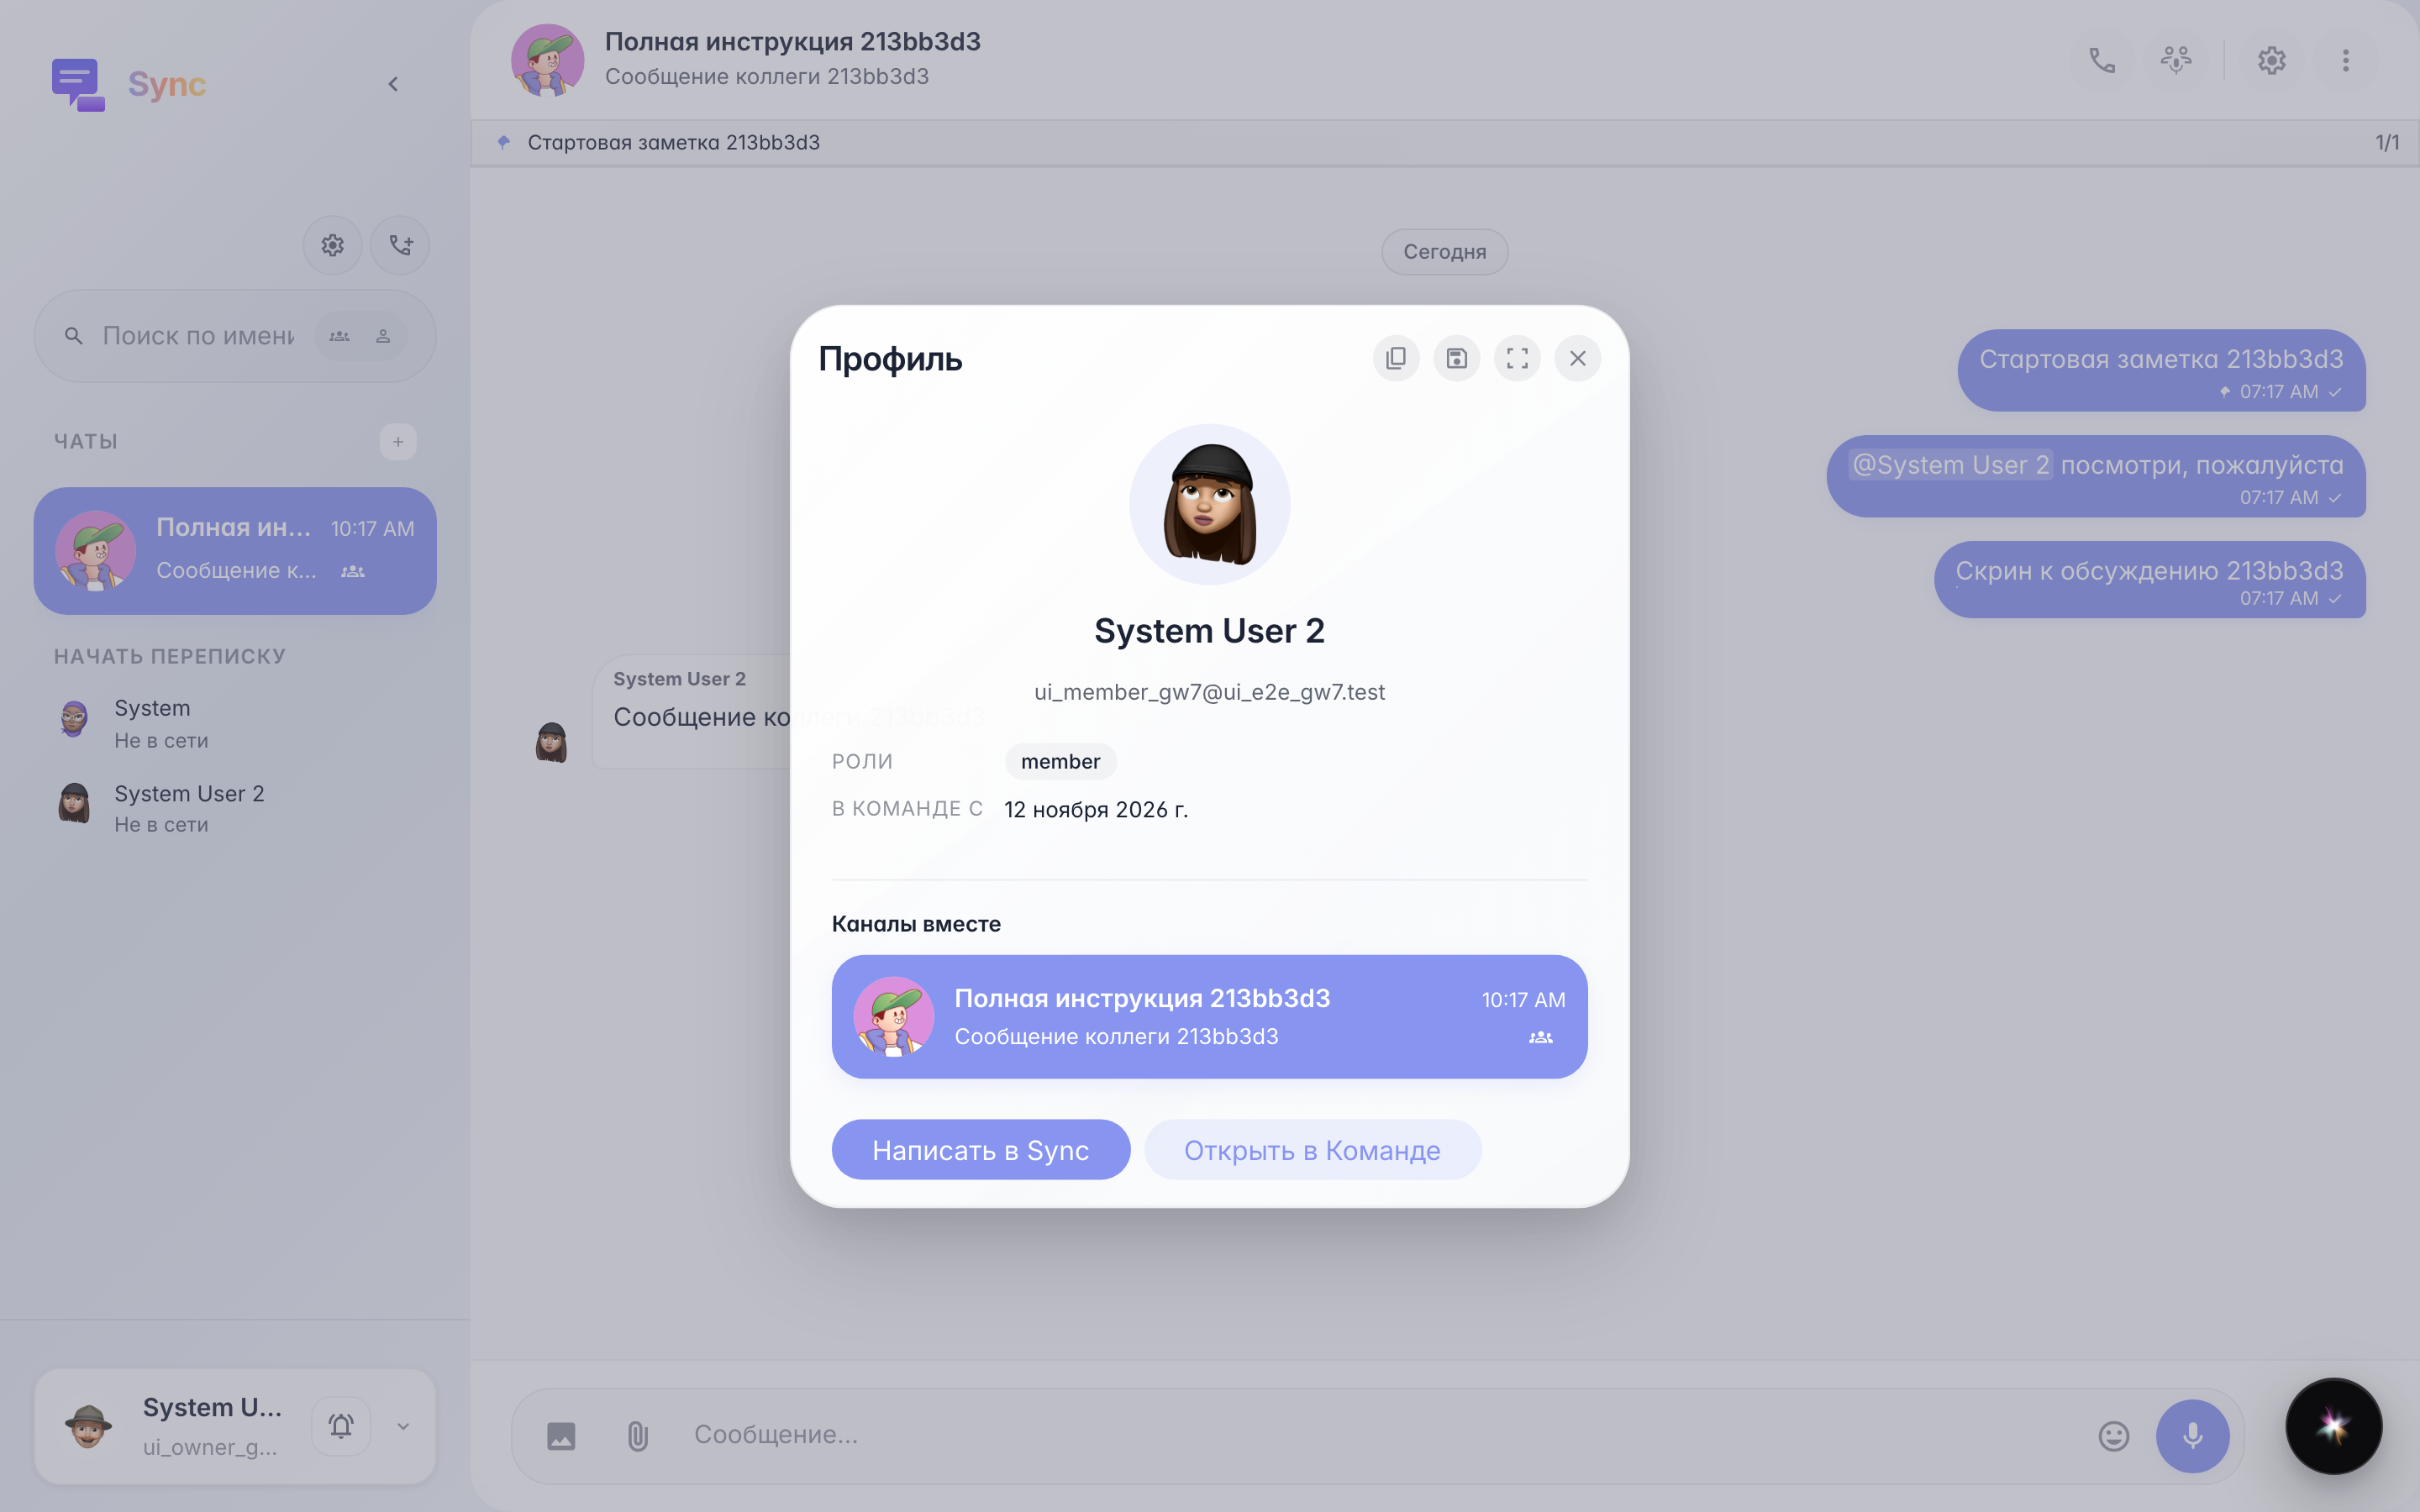 Sync
Поиск по имени
ЧАТЫ
+
Полная ин... 10:17 AM
Сообщение к...
НАЧАТЬ ПЕРЕПИСКУ
System
Не в сети
System User 2
Не в сети
System U...
ui_owner_g...
Полная инструкция 213bb3d3
Сообщение коллеги 213bb3d3
Стартовая заметка 213bb3d3 1/1
Сегодня
Стартовая заметка 213bb3d3
07:17 AM
@System User 2 посмотри, пожалуйста
07:17 AM
Скрин к обсуждению 213bb3d3
07:17 AM
System User 2
Сообщение коллеги 213bb3d3
Сообщение...
Профиль
System User 2
ui_member_gw7@ui_e2e_gw7.test
РОЛИ member
В КОМАНДЕ С 12 ноября 2026 г.
Каналы вместе
Полная инструкция 213bb3d3 10:17 AM
Сообщение коллеги 213bb3d3
Написать в Sync
Открыть в Команде